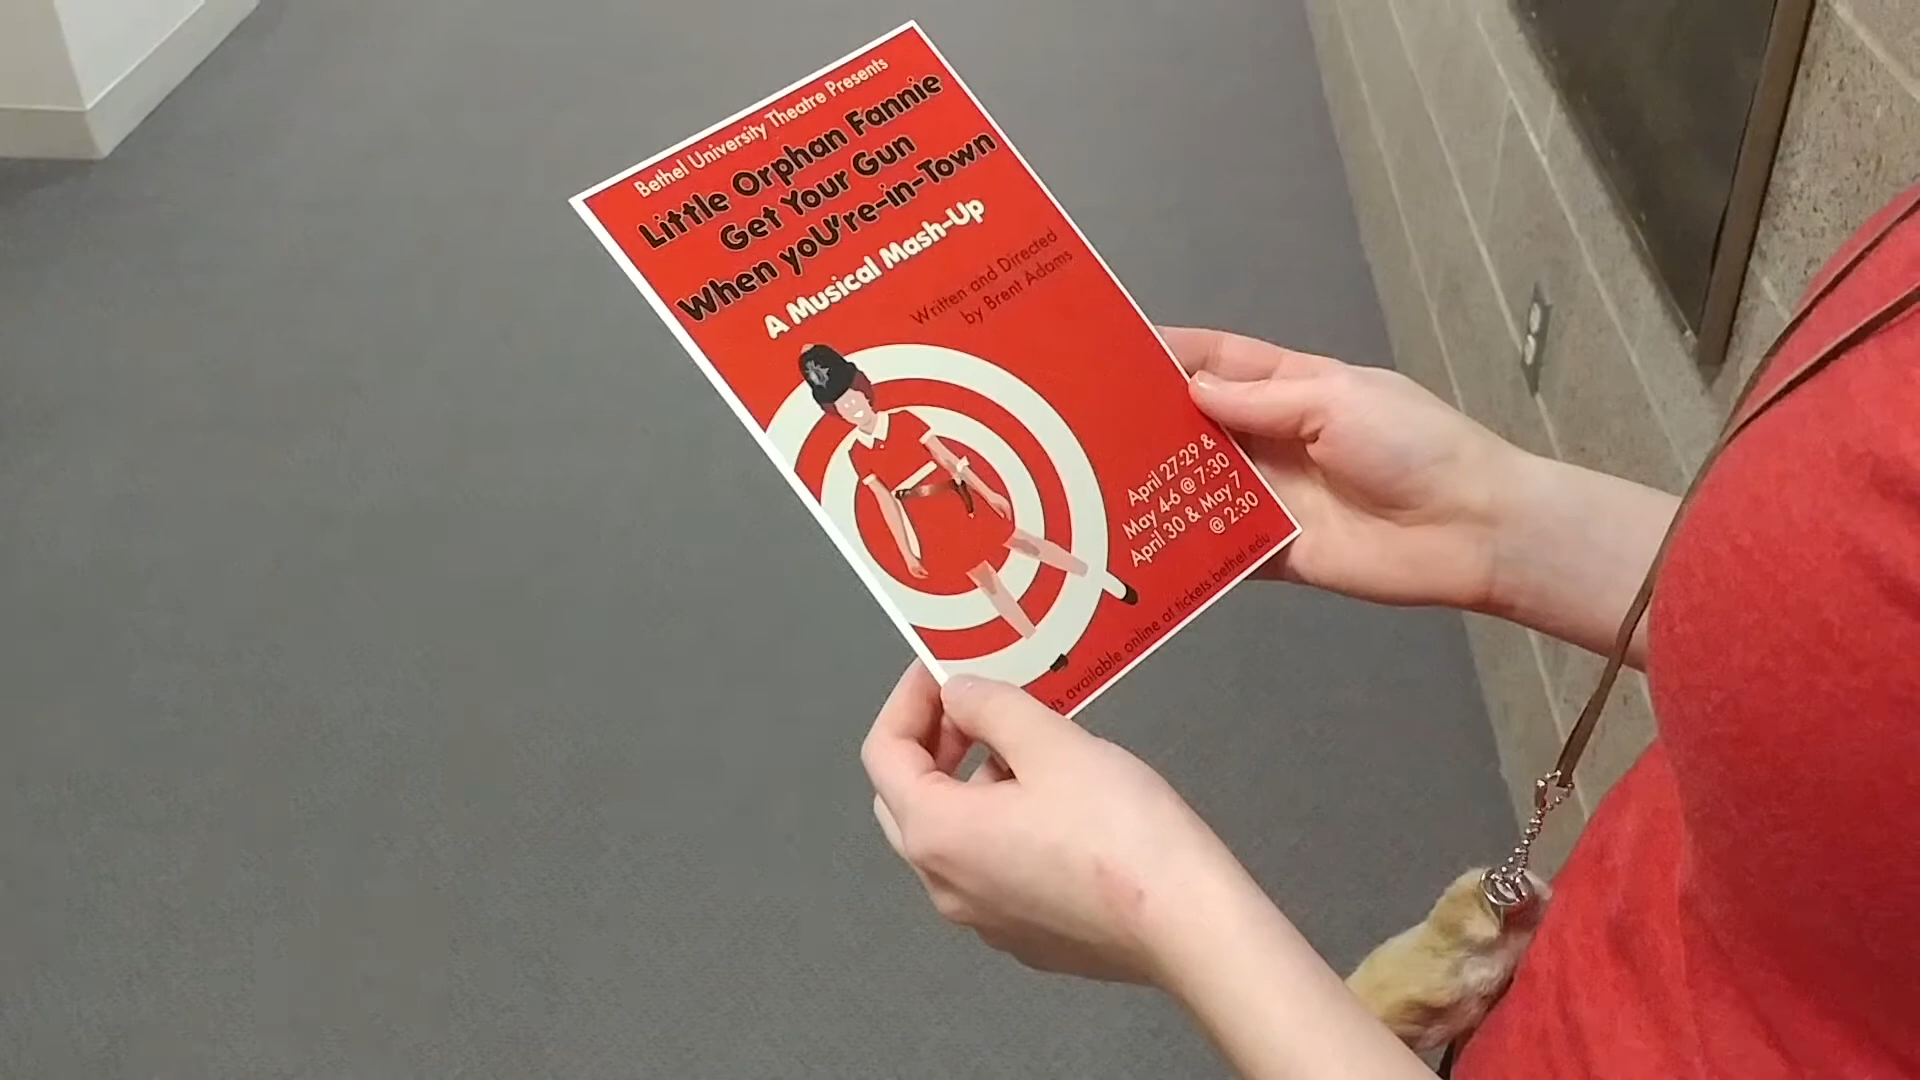 Bethel University Theatre Presents
Little Orphan Fannie
Get Your Gun
When yoU're-in-Town
A Musical Mash-Up
Written and Directed
by Brent Adams
April 27-29 &
May 4-6 @ 7:30
April 30 & May 7
@ 2:30
available online at tickets.bethel.edu